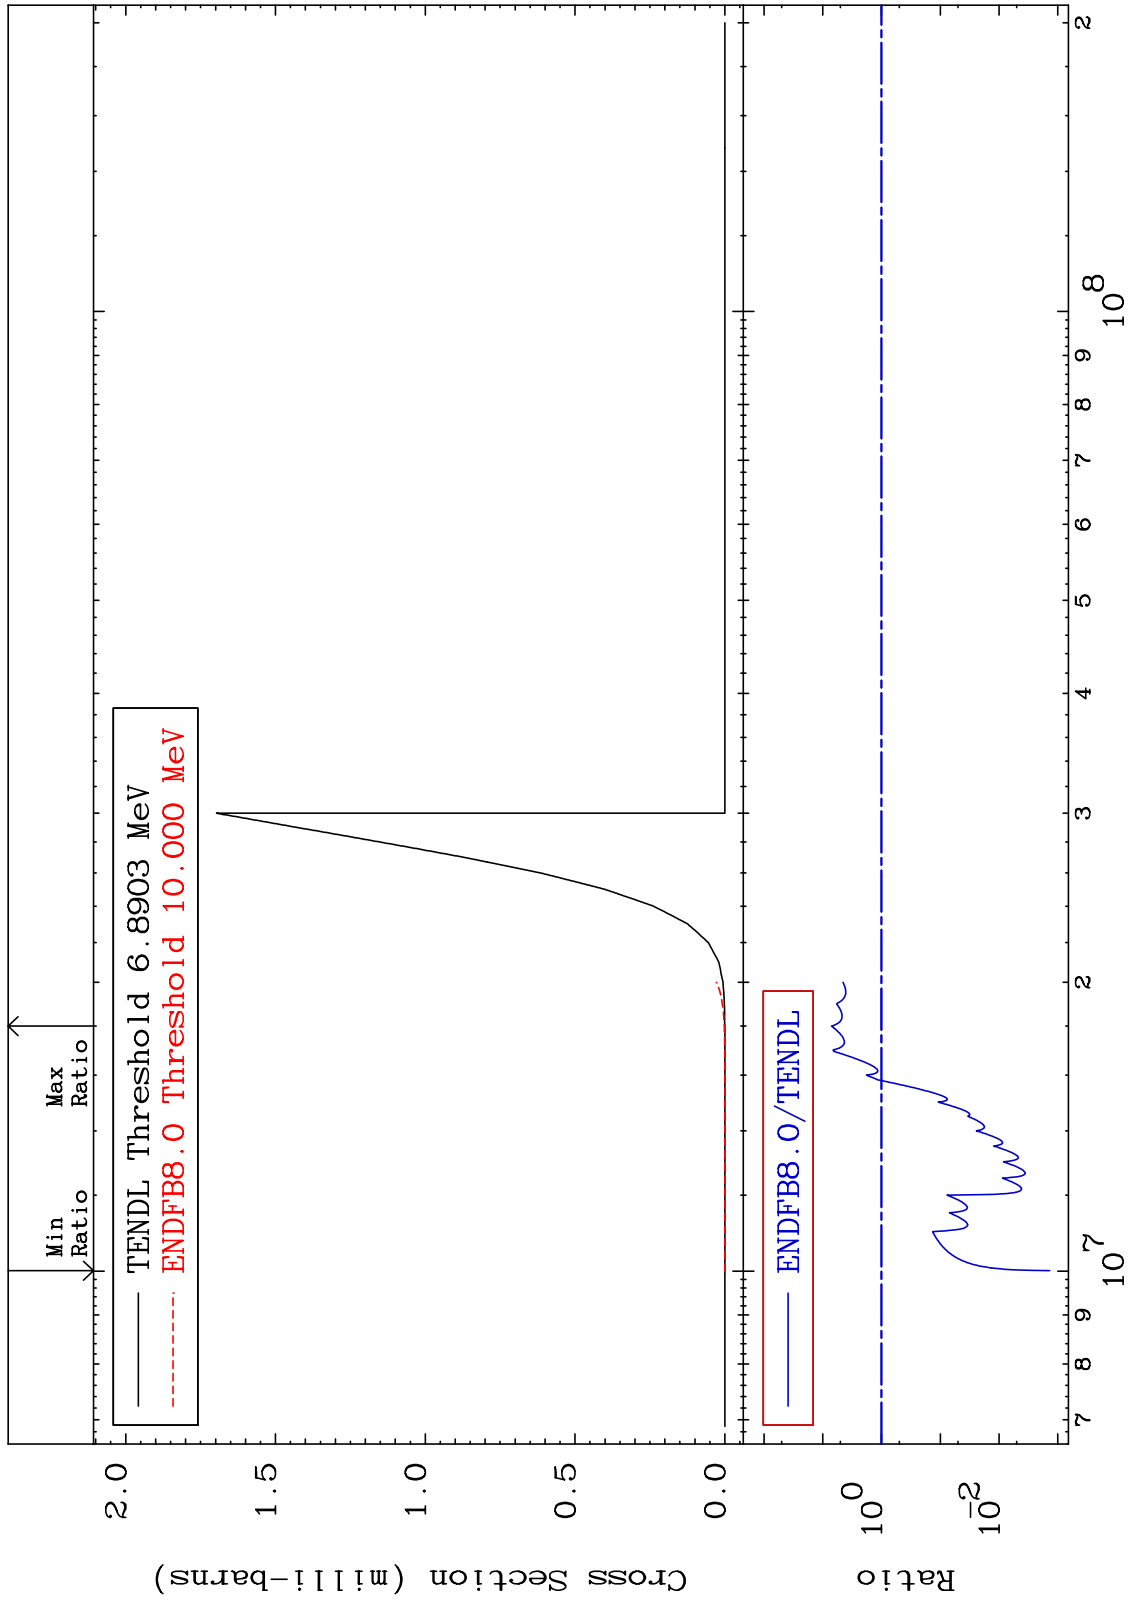 Min
Ratio
Max
Ratio
TENDL Threshold 6.8903 MeV
ENDFB8.0 Threshold 10.000 MeV
2.0
1.5
1.0
0.5
0.0
Cross Section (milli-barns)
ENDFB8.0/TENDL
10^0
10^-2
Ratio
7 8 9 10^7 2 3 4 5 6 7 8 9 10^8 2